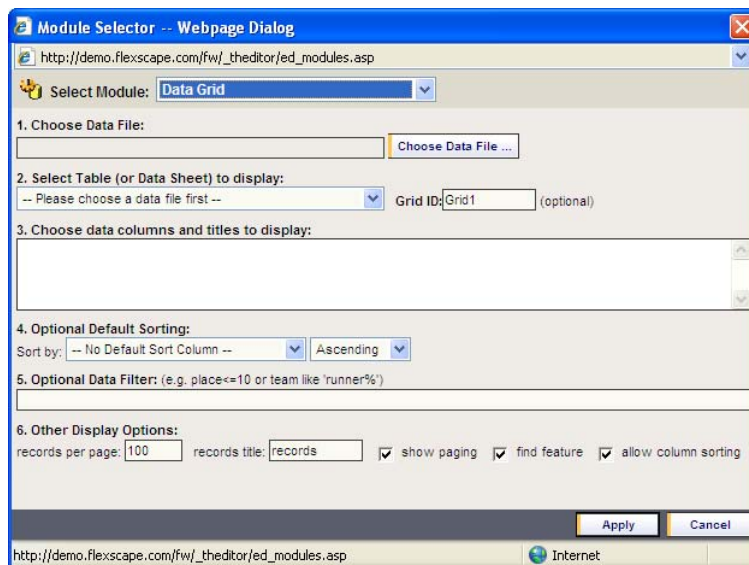 Module Selector -- Webpage Dialog
http://demo.flexscape.com/fw/_theditor/ed_modules.asp
Select Module: Data Grid
1. Choose Data File:
Choose Data File ...
2. Select Table (or Data Sheet) to display:
-- Please choose a data file first -- Grid ID: Grid1 (optional)
3. Choose data columns and titles to display:
4. Optional Default Sorting:
Sort by: -- No Default Sort Column -- Ascending
5. Optional Data Filter: (e.g. place<=10 or team like 'runner%')
6. Other Display Options:
records per page: 100 records title: records show paging find feature allow column sorting
Apply Cancel
http://demo.flexscape.com/fw/_theditor/ed_modules.asp Internet